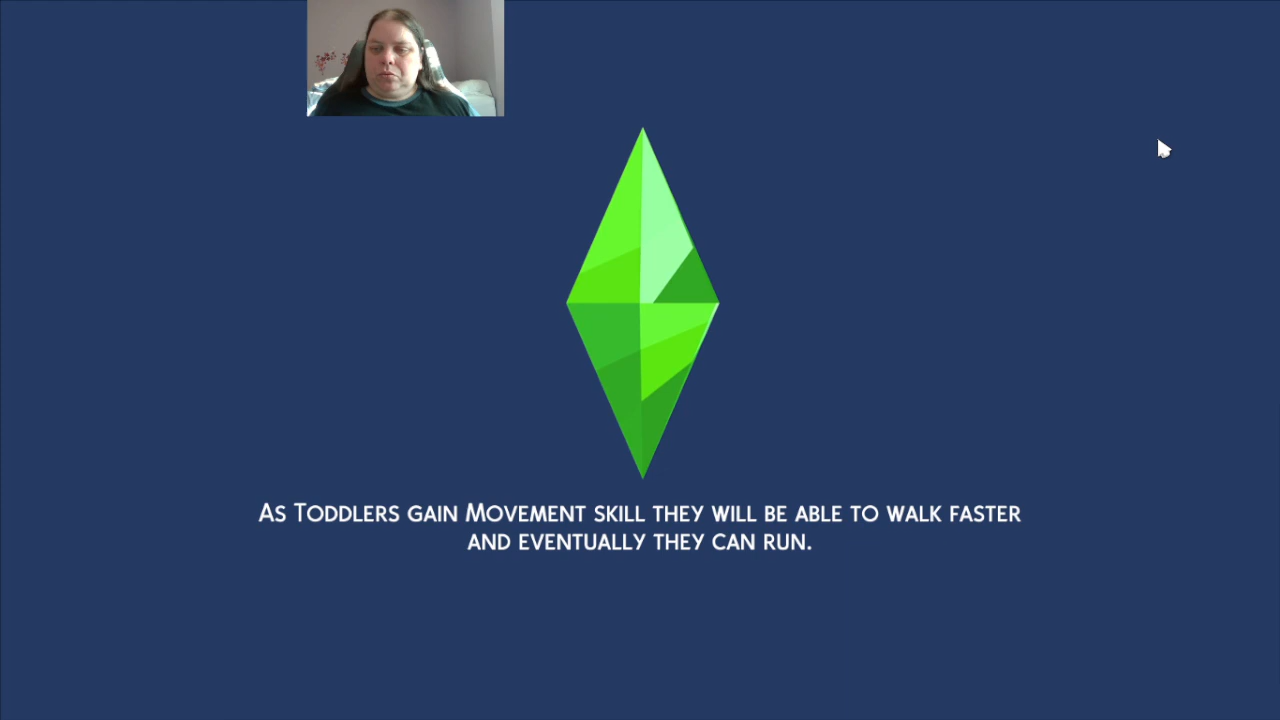 As Toddlers gain Movement skill they will be able to walk faster
and eventually they can run.